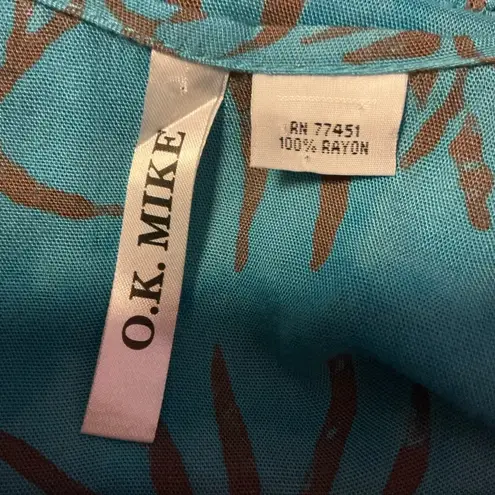 O.K. MIKE
RN 77451
100% RAYON